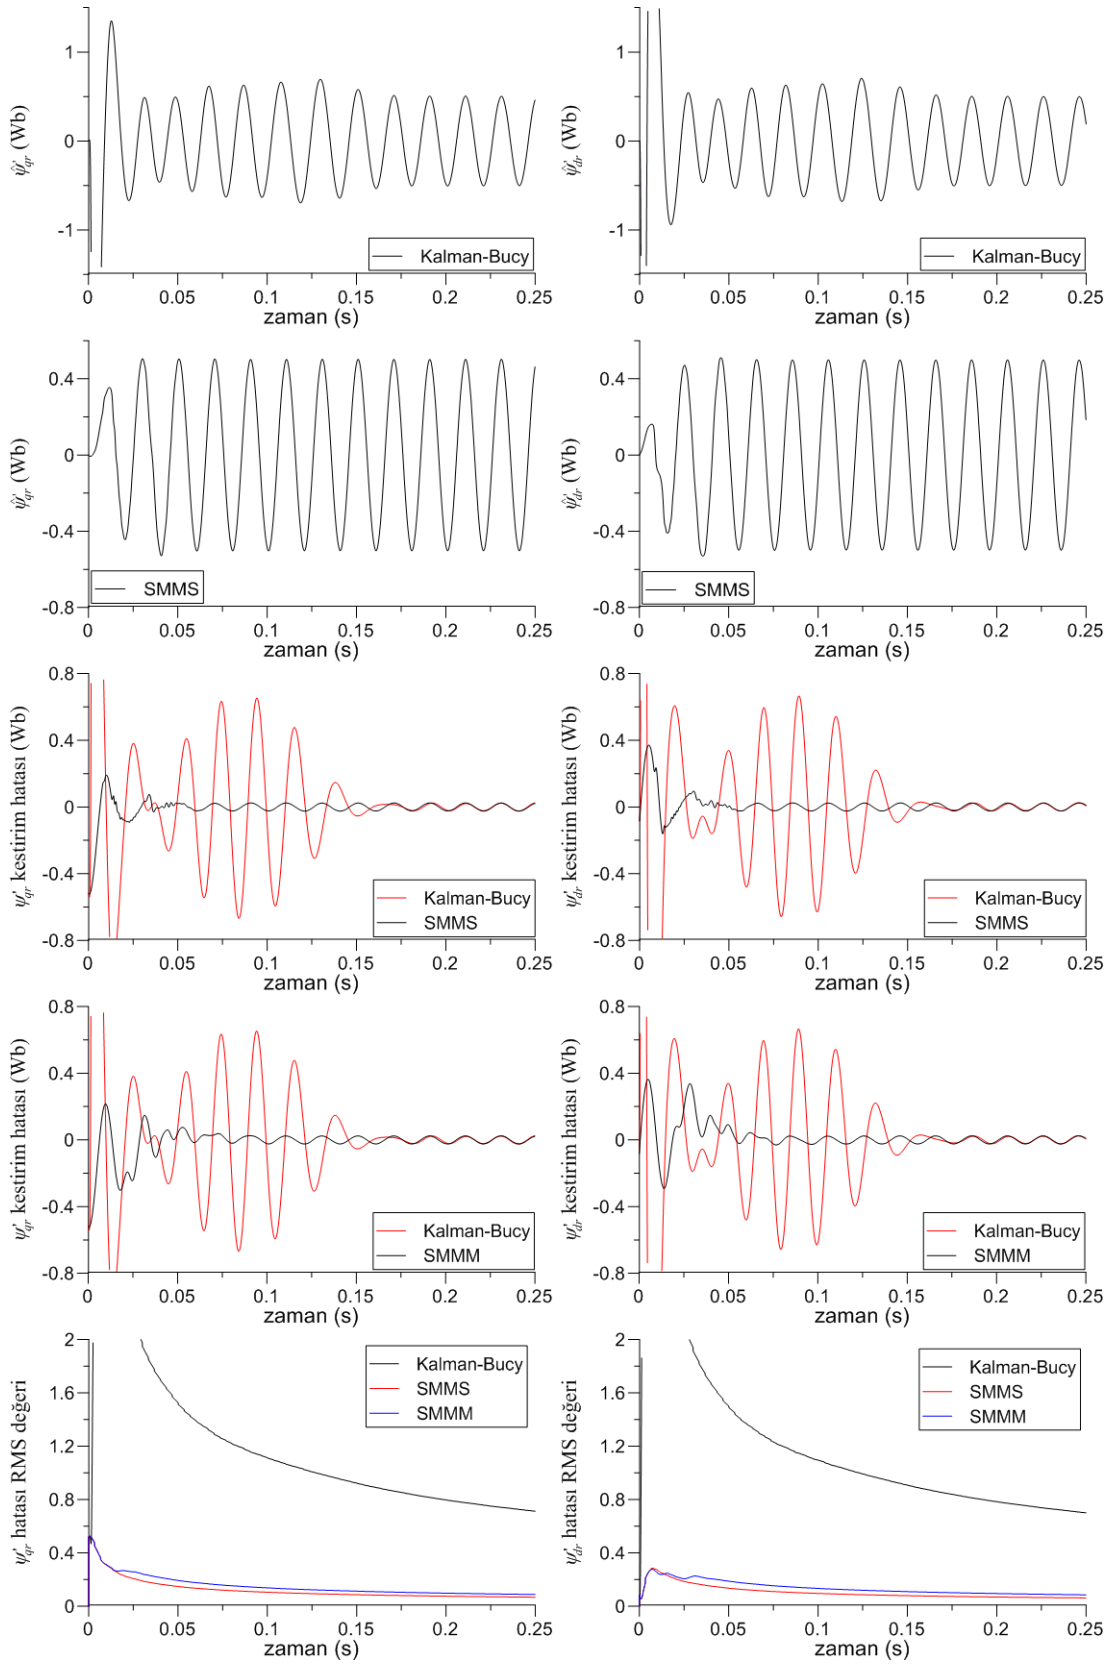 1
0
-1
ψ̂'qr (Wb)
Kalman-Bucy
0 0.05 0.1 0.15 0.2 0.25
zaman (s)
1
0
-1
ψ̂'dr (Wb)
Kalman-Bucy
0 0.05 0.1 0.15 0.2 0.25
zaman (s)
0.4
0
-0.4
-0.8
ψ̂'qr (Wb)
SMMS
0 0.05 0.1 0.15 0.2 0.25
zaman (s)
0.4
0
-0.4
-0.8
ψ̂'dr (Wb)
SMMS
0 0.05 0.1 0.15 0.2 0.25
zaman (s)
0.8
0.4
0
-0.4
-0.8
ψ'qr kestirim hatası (Wb)
Kalman-Bucy
SMMS
0 0.05 0.1 0.15 0.2 0.25
zaman (s)
0.8
0.4
0
-0.4
-0.8
ψ'dr kestirim hatası (Wb)
Kalman-Bucy
SMMS
0 0.05 0.1 0.15 0.2 0.25
zaman (s)
0.8
0.4
0
-0.4
-0.8
ψ'qr kestirim hatası (Wb)
Kalman-Bucy
SMMM
0 0.05 0.1 0.15 0.2 0.25
zaman (s)
0.8
0.4
0
-0.4
-0.8
ψ'dr kestirim hatası (Wb)
Kalman-Bucy
SMMM
0 0.05 0.1 0.15 0.2 0.25
zaman (s)
2
1.6
1.2
0.8
0.4
0
ψ'qr hatası RMS değeri
Kalman-Bucy
SMMS
SMMM
0 0.05 0.1 0.15 0.2 0.25
zaman (s)
2
1.6
1.2
0.8
0.4
0
ψ'dr hatası RMS değeri
Kalman-Bucy
SMMS
SMMM
0 0.05 0.1 0.15 0.2 0.25
zaman (s)